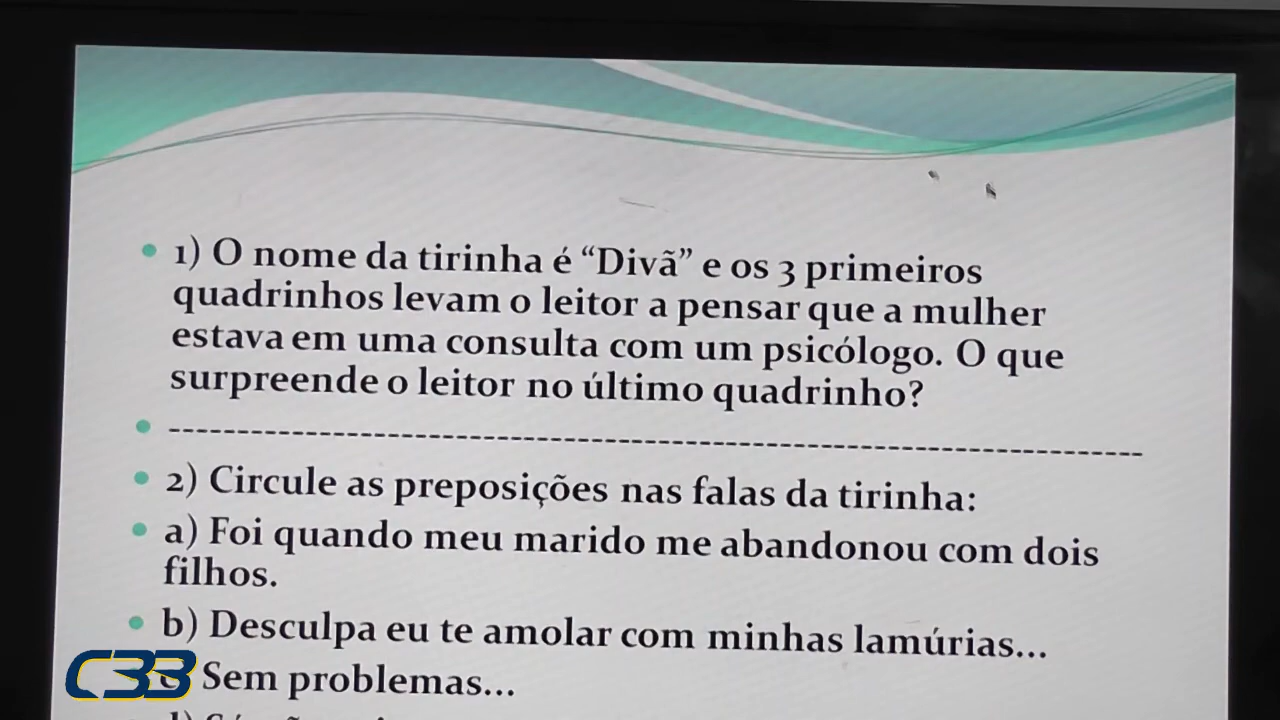 1) O nome da tirinha é “Divã” e os 3 primeiros
quadrinhos levam o leitor a pensar que a mulher
estava em uma consulta com um psicólogo. O que
surpreende o leitor no último quadrinho?
-----------------------------------------------------------------------
2) Circule as preposições nas falas da tirinha:
a) Foi quando meu marido me abandonou com dois
filhos.
b) Desculpa eu te amolar com minhas lamúrias...
Sem problemas...
C33